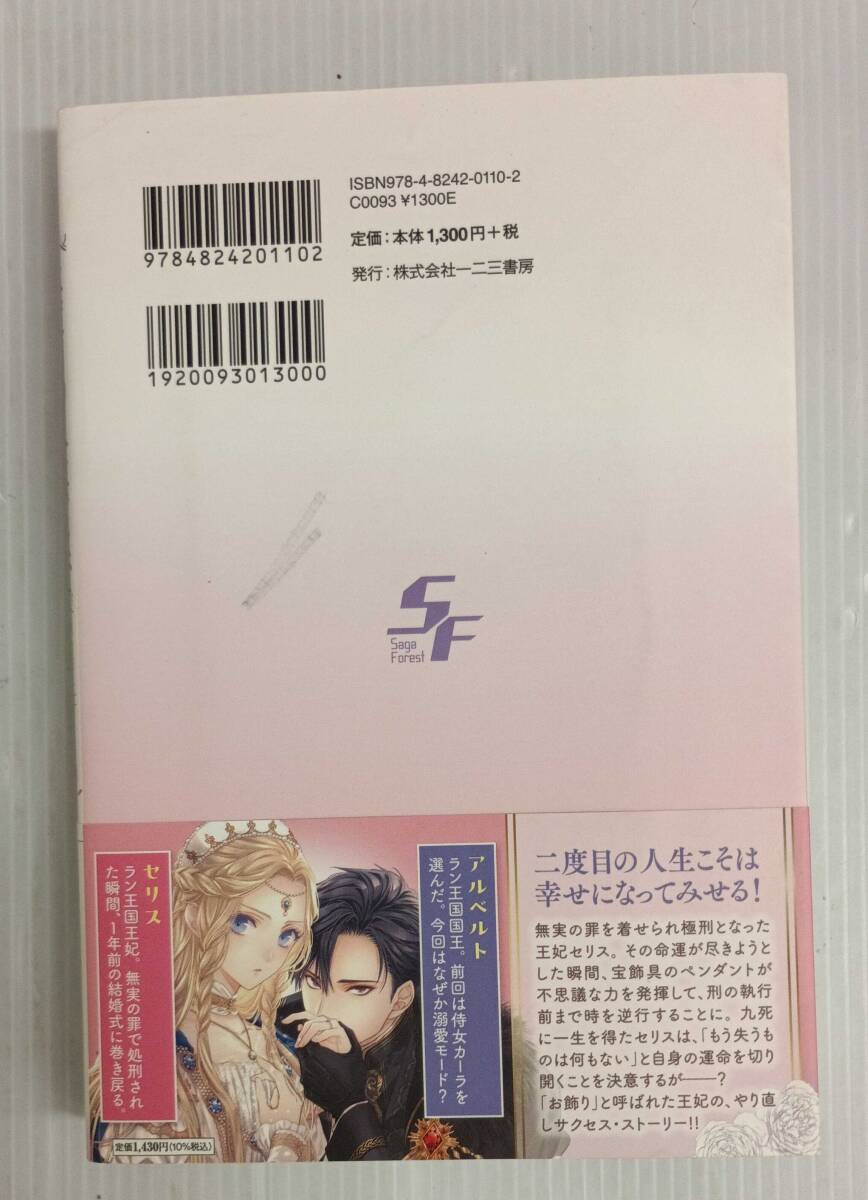 ISBN978-4-8242-0110-2
C0093 ¥1300E
定価:本体1,300円+税
発行:株式会社一二三書房
9784824201102
1920093013000
SF
Saga
Forest
セリス
ラン王国王妃。無実の罪で処刑され
た瞬間、1年前の結婚式に巻き戻る。
アルベルト
ラン王国国王。前回は侍女カーラを
選んだ。今回はなぜか溺愛モード?
二度目の人生こそは
幸せになってみせる!
無実の罪を着せられ極刑となった
王妃セリス。その命運が尽きようと
した瞬間、宝飾具のペンダントが
不思議な力を発揮して、刑の執行
前まで時を逆行することに。九死
に一生を得たセリスは、「もう失うも
のは何もない」と自身の運命を切り
開くことを決意するが――?
「お飾り」と呼ばれた王妃の、やり直
しサクセス・ストーリー!!
定価1,430円(10%税込)